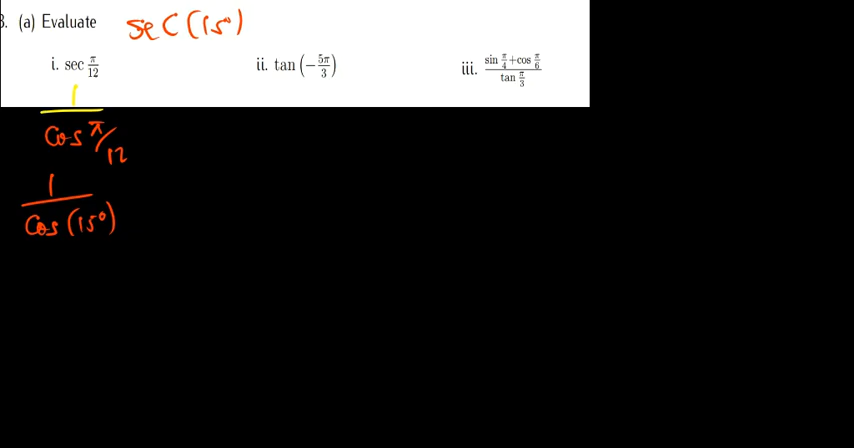 3. (a) Evaluate sec(15°)
i. sec π/12 ii. tan(−5π/3) iii. (sin π/4 + cos π/6)/(tan π/3)
1
cos π/12
1
Cos (15°)